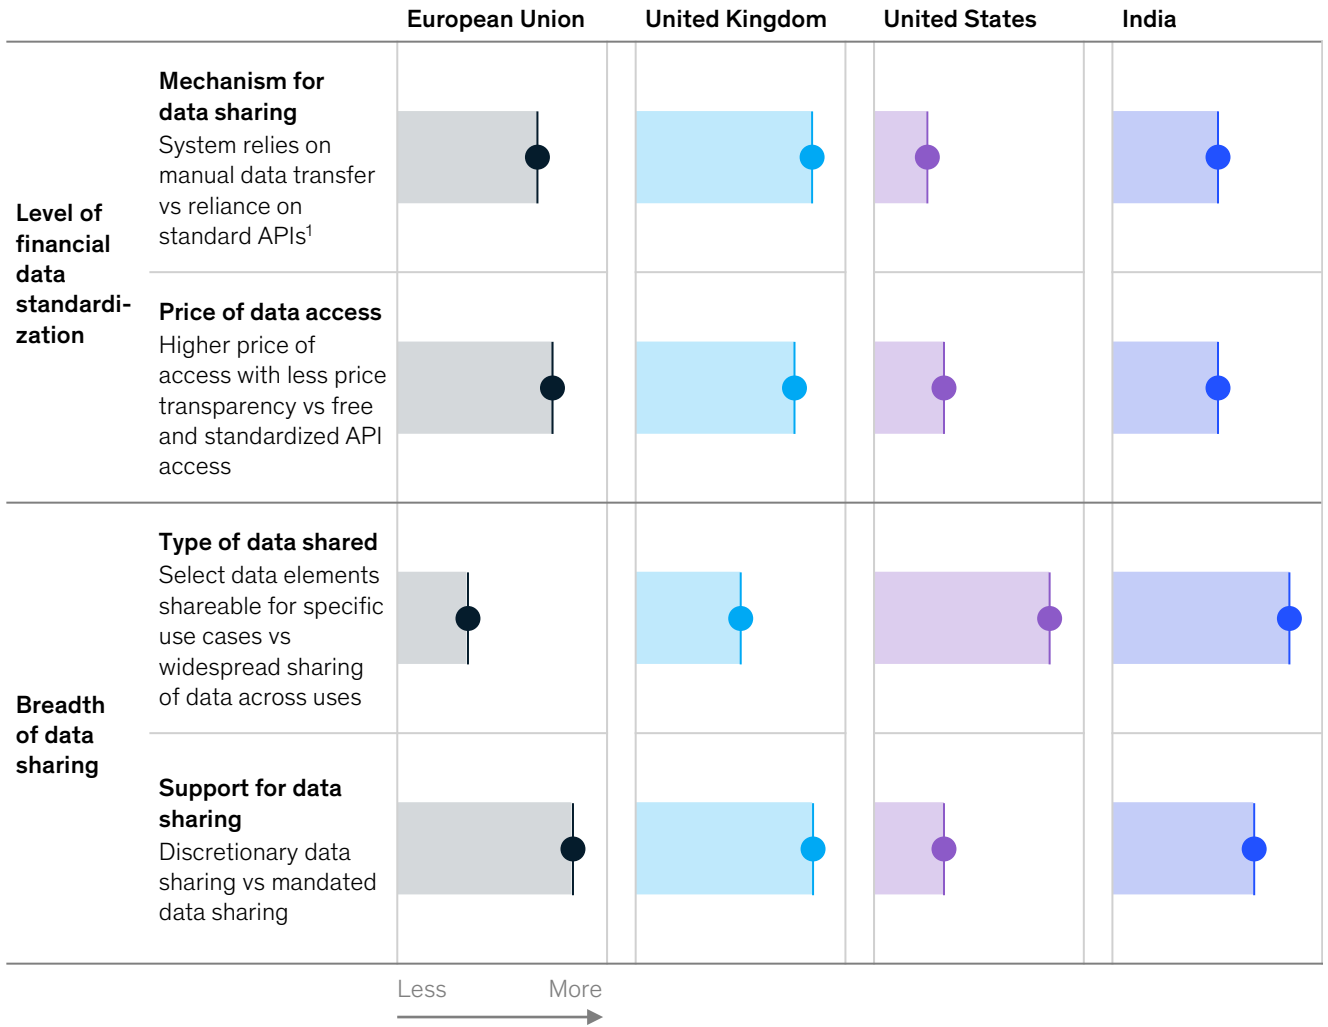 European Union
United Kingdom
United States
India
Level of
financial
data
standardi-
zation
Mechanism for
data sharing
System relies on
manual data transfer
vs reliance on
standard APIs¹
Price of data access
Higher price of
access with less price
transparency vs free
and standardized API
access
Breadth
of data
sharing
Type of data shared
Select data elements
shareable for specific
use cases vs
widespread sharing
of data across uses
Support for data
sharing
Discretionary data
sharing vs mandated
data sharing
Less
More